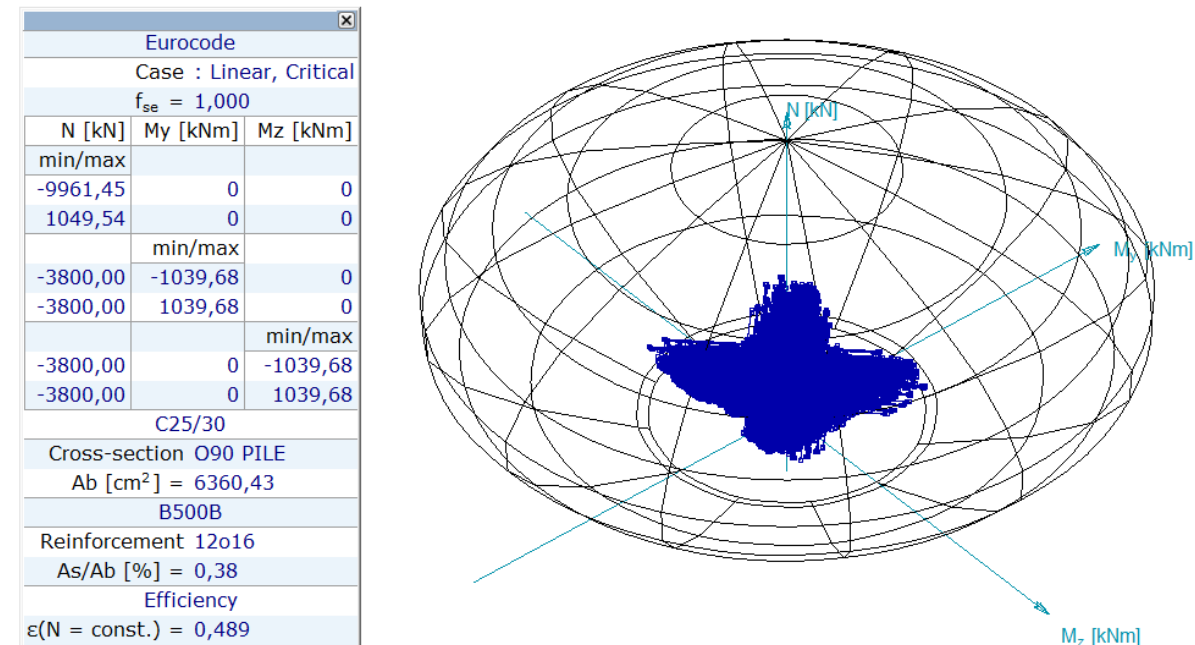 Eurocode
Case : Linear, Critical
fse = 1,000
N [kN] My [kNm] Mz [kNm]
min/max
-9961,45 0 0
1049,54 0 0
min/max
-3800,00 -1039,68 0
-3800,00 1039,68 0
min/max
-3800,00 0 -1039,68
-3800,00 0 1039,68
C25/30
Cross-section O90 PILE
Ab [cm²] = 6360,43
B500B
Reinforcement 12o16
As/Ab [%] = 0,38
Efficiency
ε(N = const.) = 0,489
N [kN]
My [kNm]
Mz [kNm]